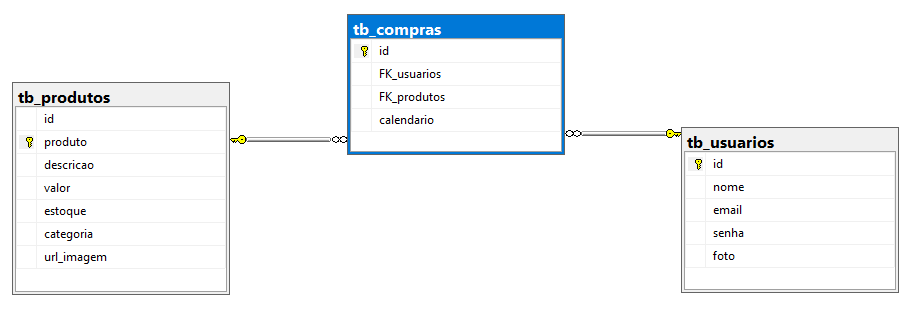 tb_compras
id
FK_usuarios
FK_produtos
calendario
tb_produtos
id
produto
descricao
valor
estoque
categoria
url_imagem
tb_usuarios
id
nome
email
senha
foto